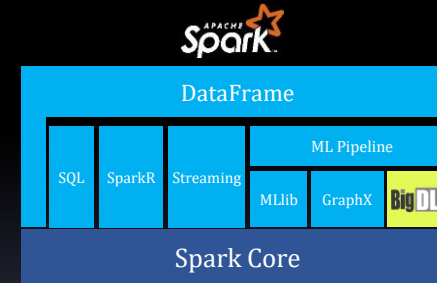 APACHE
Spark
DataFrame
ML Pipeline
SQL
SparkR
Streaming
MLlib
GraphX
BigDL
Spark Core